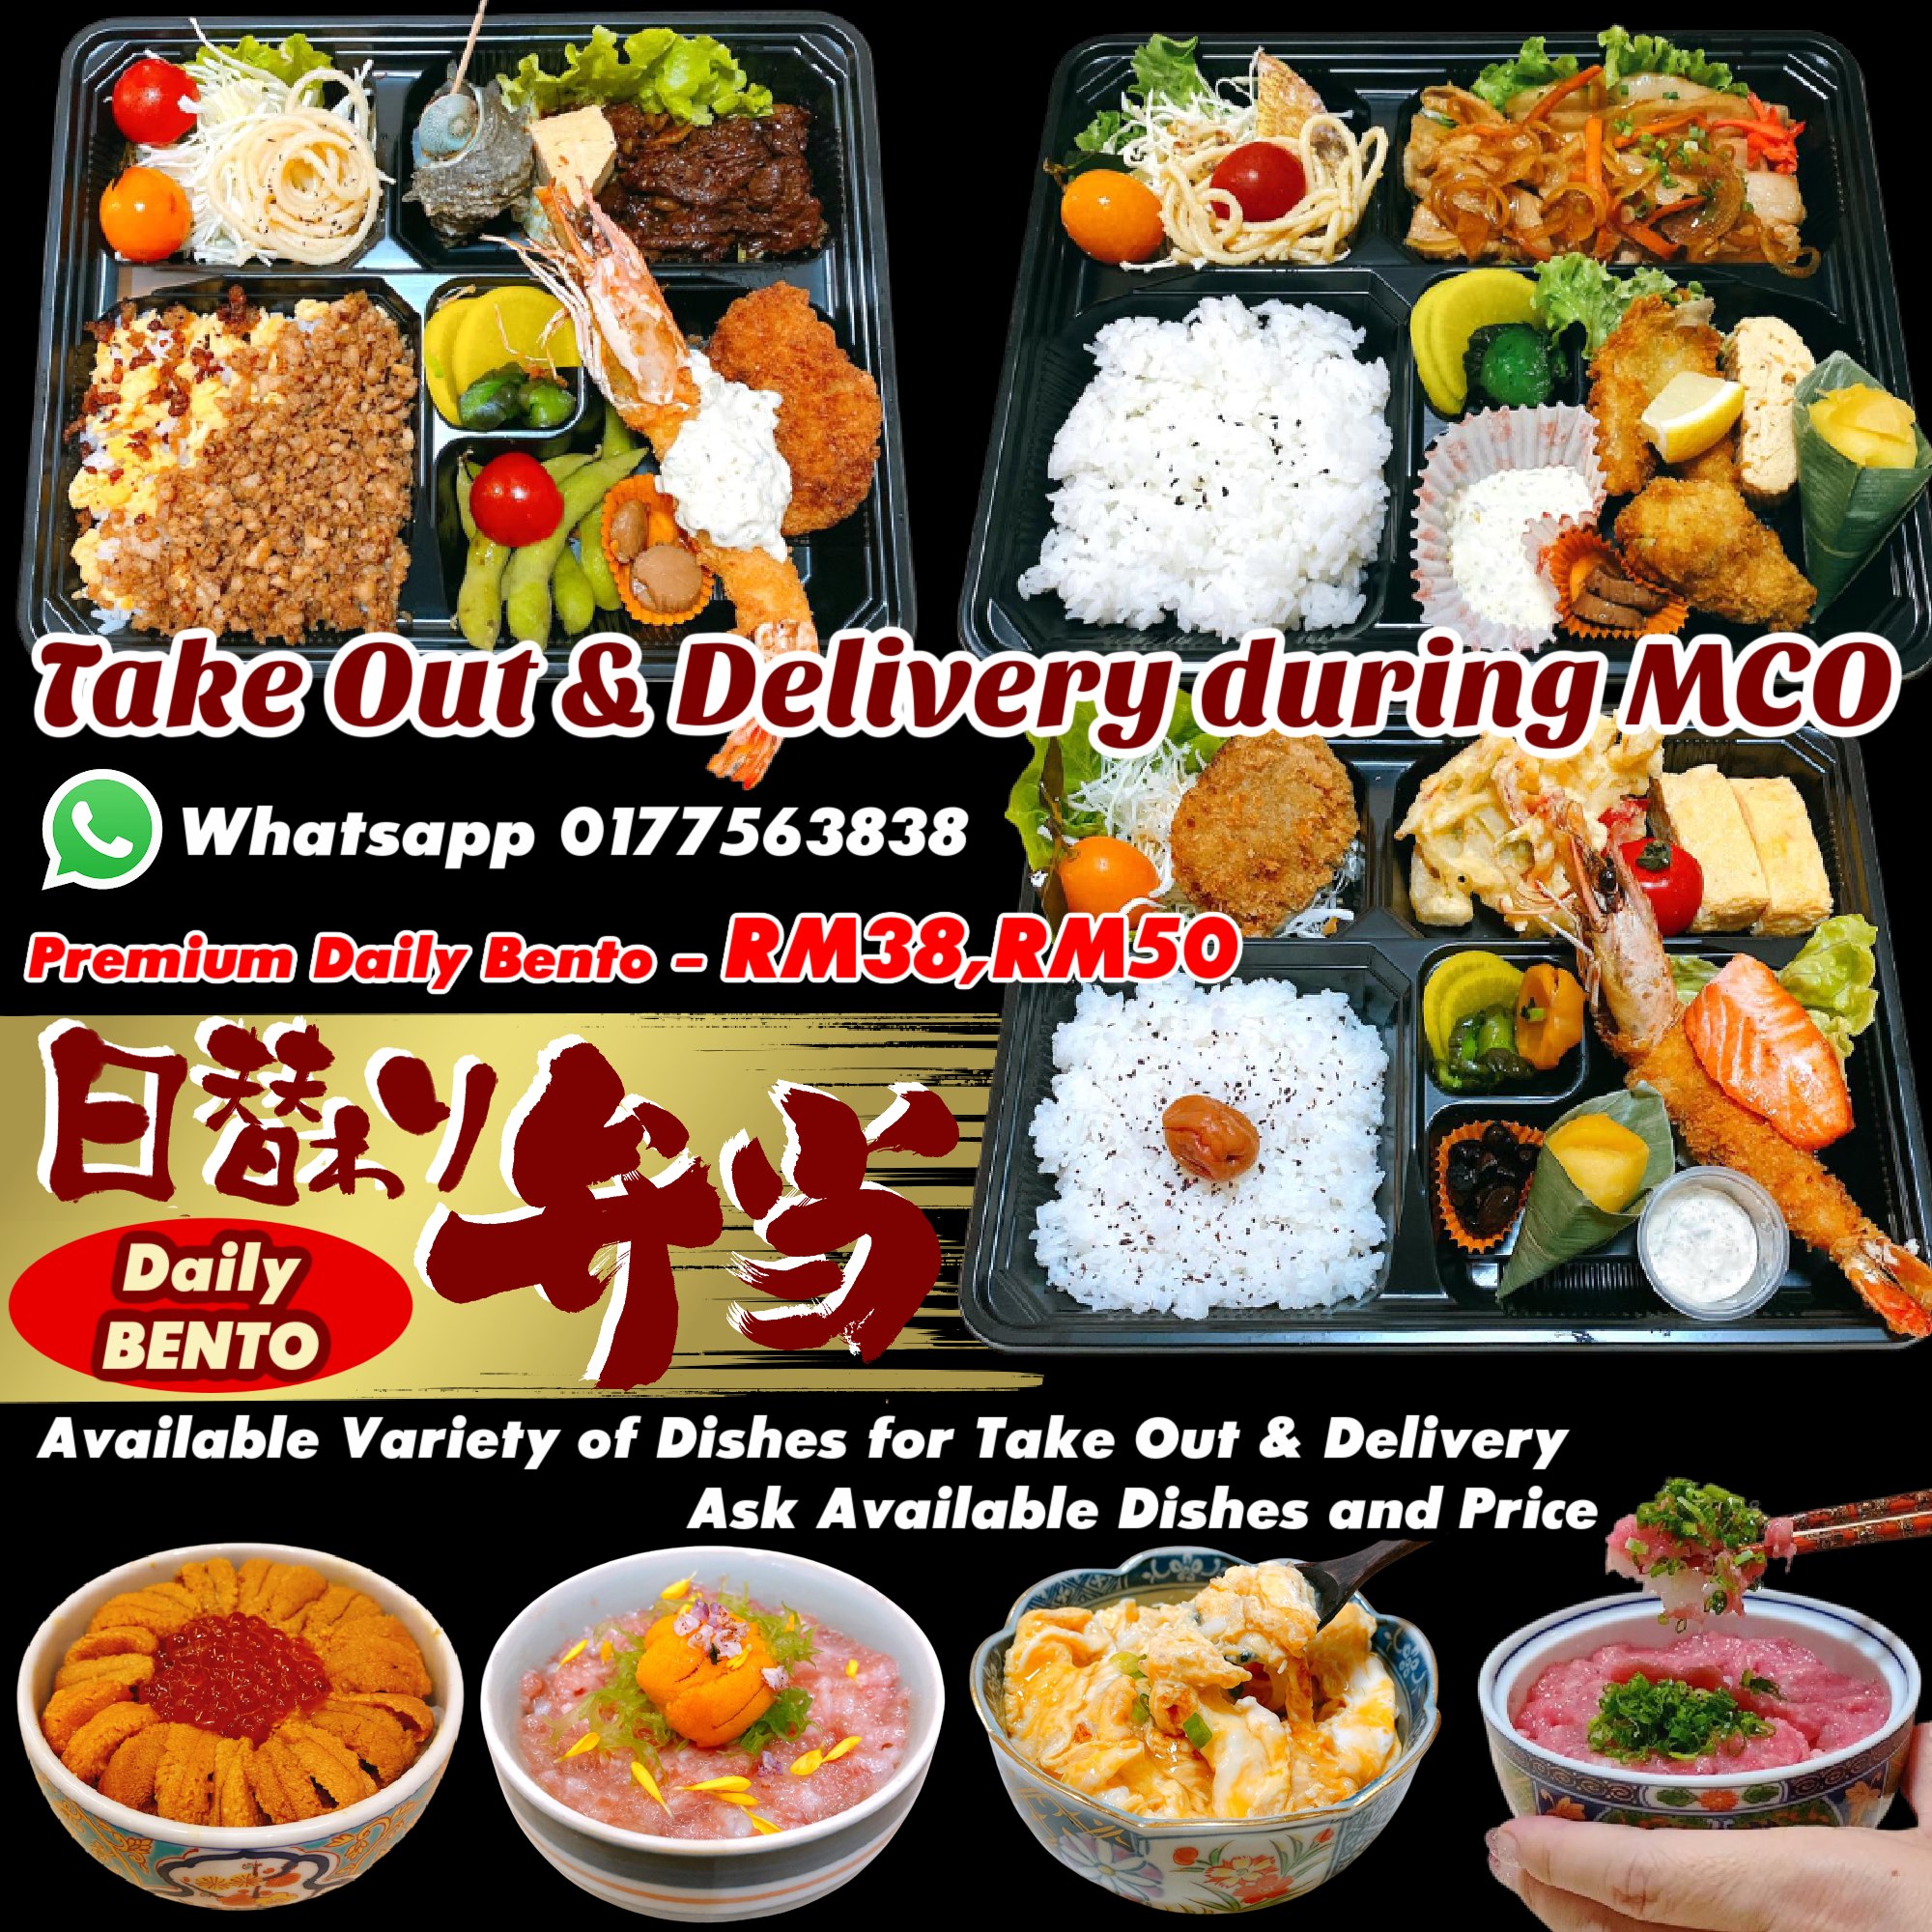 Take Out & Delivery during MCO
Whatsapp 0177563838
Premium Daily Bento – RM38,RM50
日替わり弁当
Daily
BENTO
Available Variety of Dishes for Take Out & Delivery
Ask Available Dishes and Price